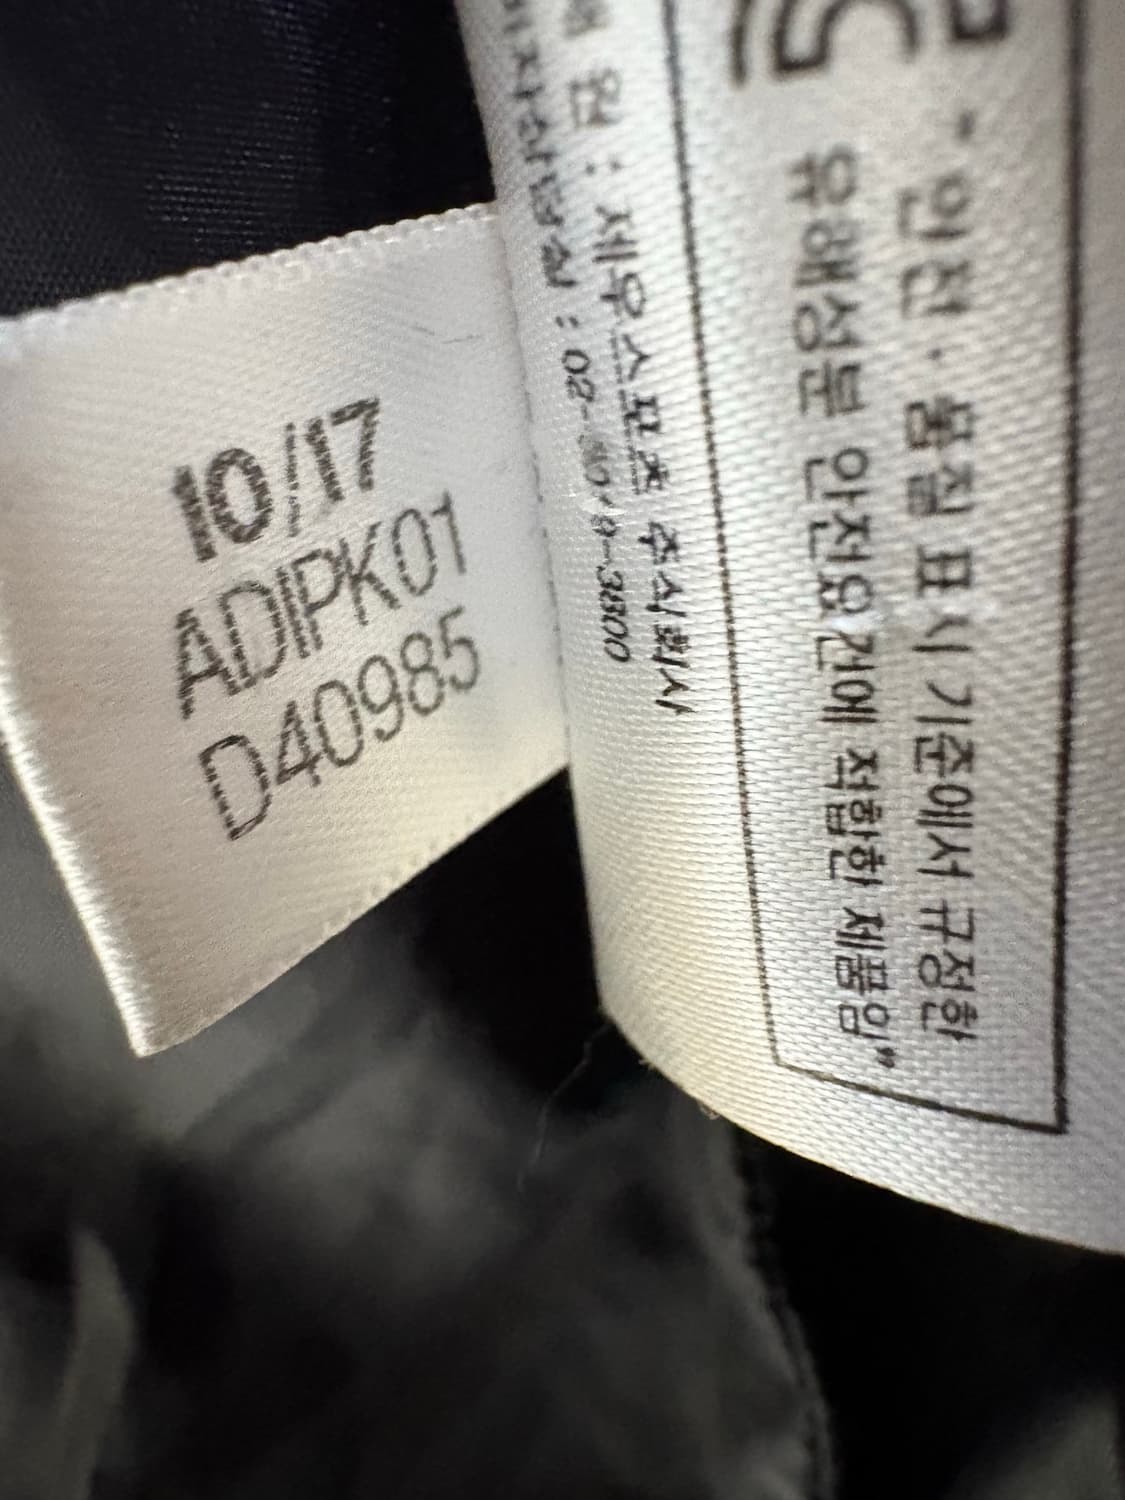 10/17
ADIPK01
D40985
원 : 세우스포츠 주식회사
안전·품질표시기준에서 규정한
유해성분 안전요건에 적합한 제품임"